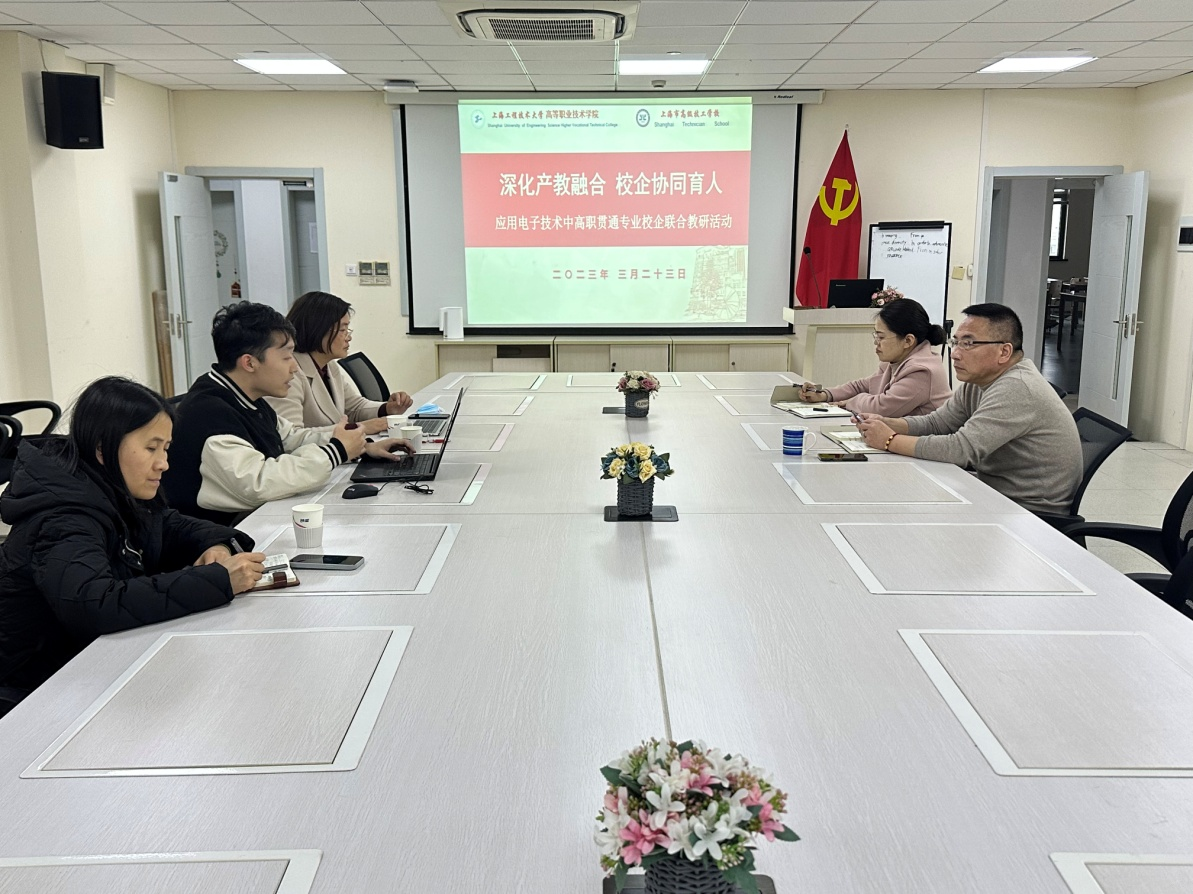 上海工程技术大学 高等职业技术学院
Shanghai University of Engineering Science Higher Vocational Technical College
上海市高级技工学校
Shanghai Technician School
深化产教融合 校企协同育人
应用电子技术中高职贯通专业校企联合教研活动
二〇二三年 三月二十三日